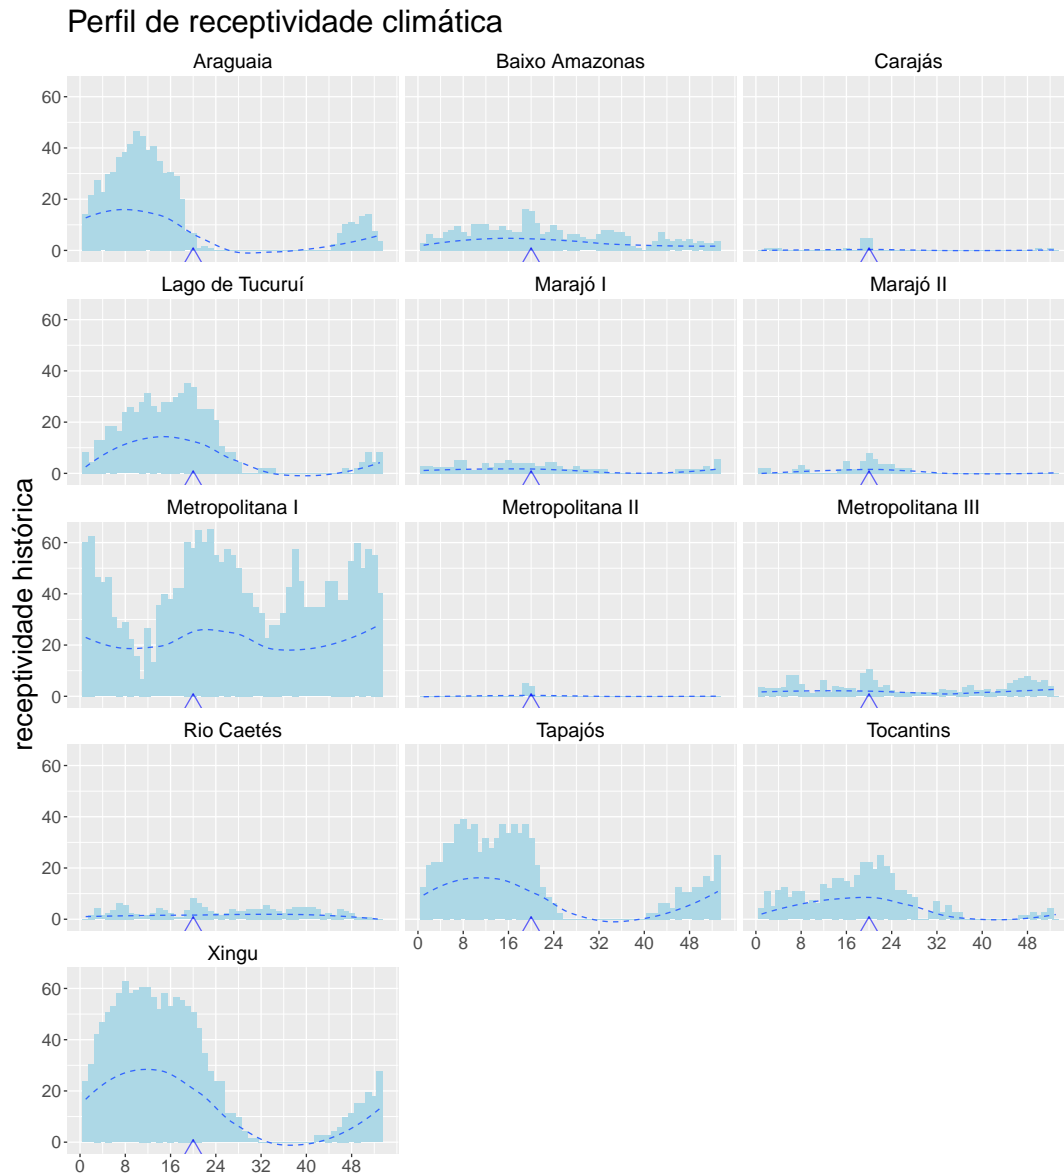 Perfil de receptividade climática
Araguaia
Baixo Amazonas
Carajás
60
40
20
0
Lago de Tucuruí
Marajó I
Marajó II
60
40
20
0
Metropolitana I
Metropolitana II
Metropolitana III
60
40
20
0
receptividade histórica
Rio Caetés
Tapajós
Tocantins
60
40
20
0
0 8 16 24 32 40 48
0 8 16 24 32 40 48
Xingu
60
40
20
0
0 8 16 24 32 40 48